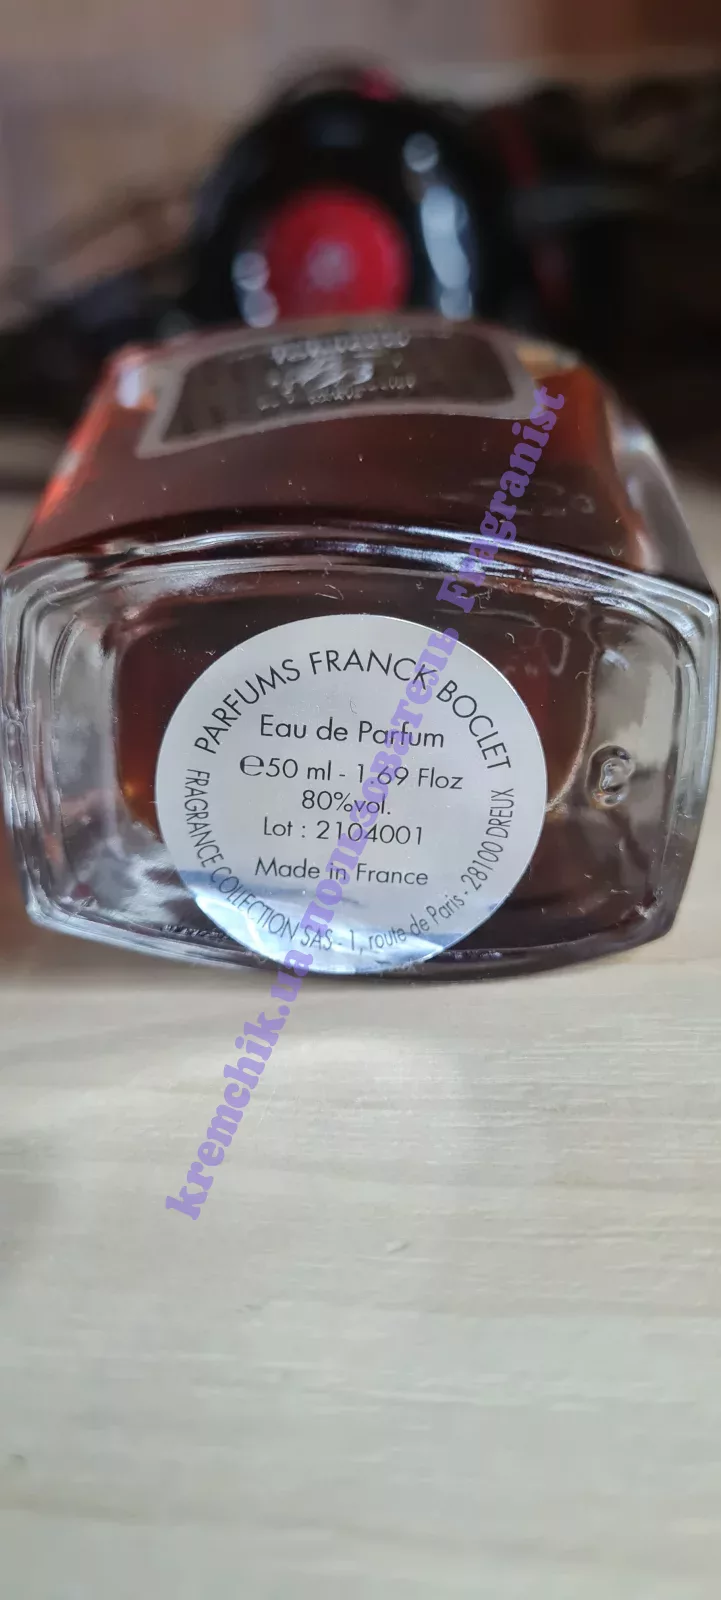 PARFUMS FRANCK BOCLET
Eau de Parfum
℮50 ml - 1.69 Floz
80%vol.
Lot : 2104001
Made in France
FRAGRANCE COLLECTION SAS - 1, route de Paris - 28100 DREUX
kremchik.ua пользователь Fragranist